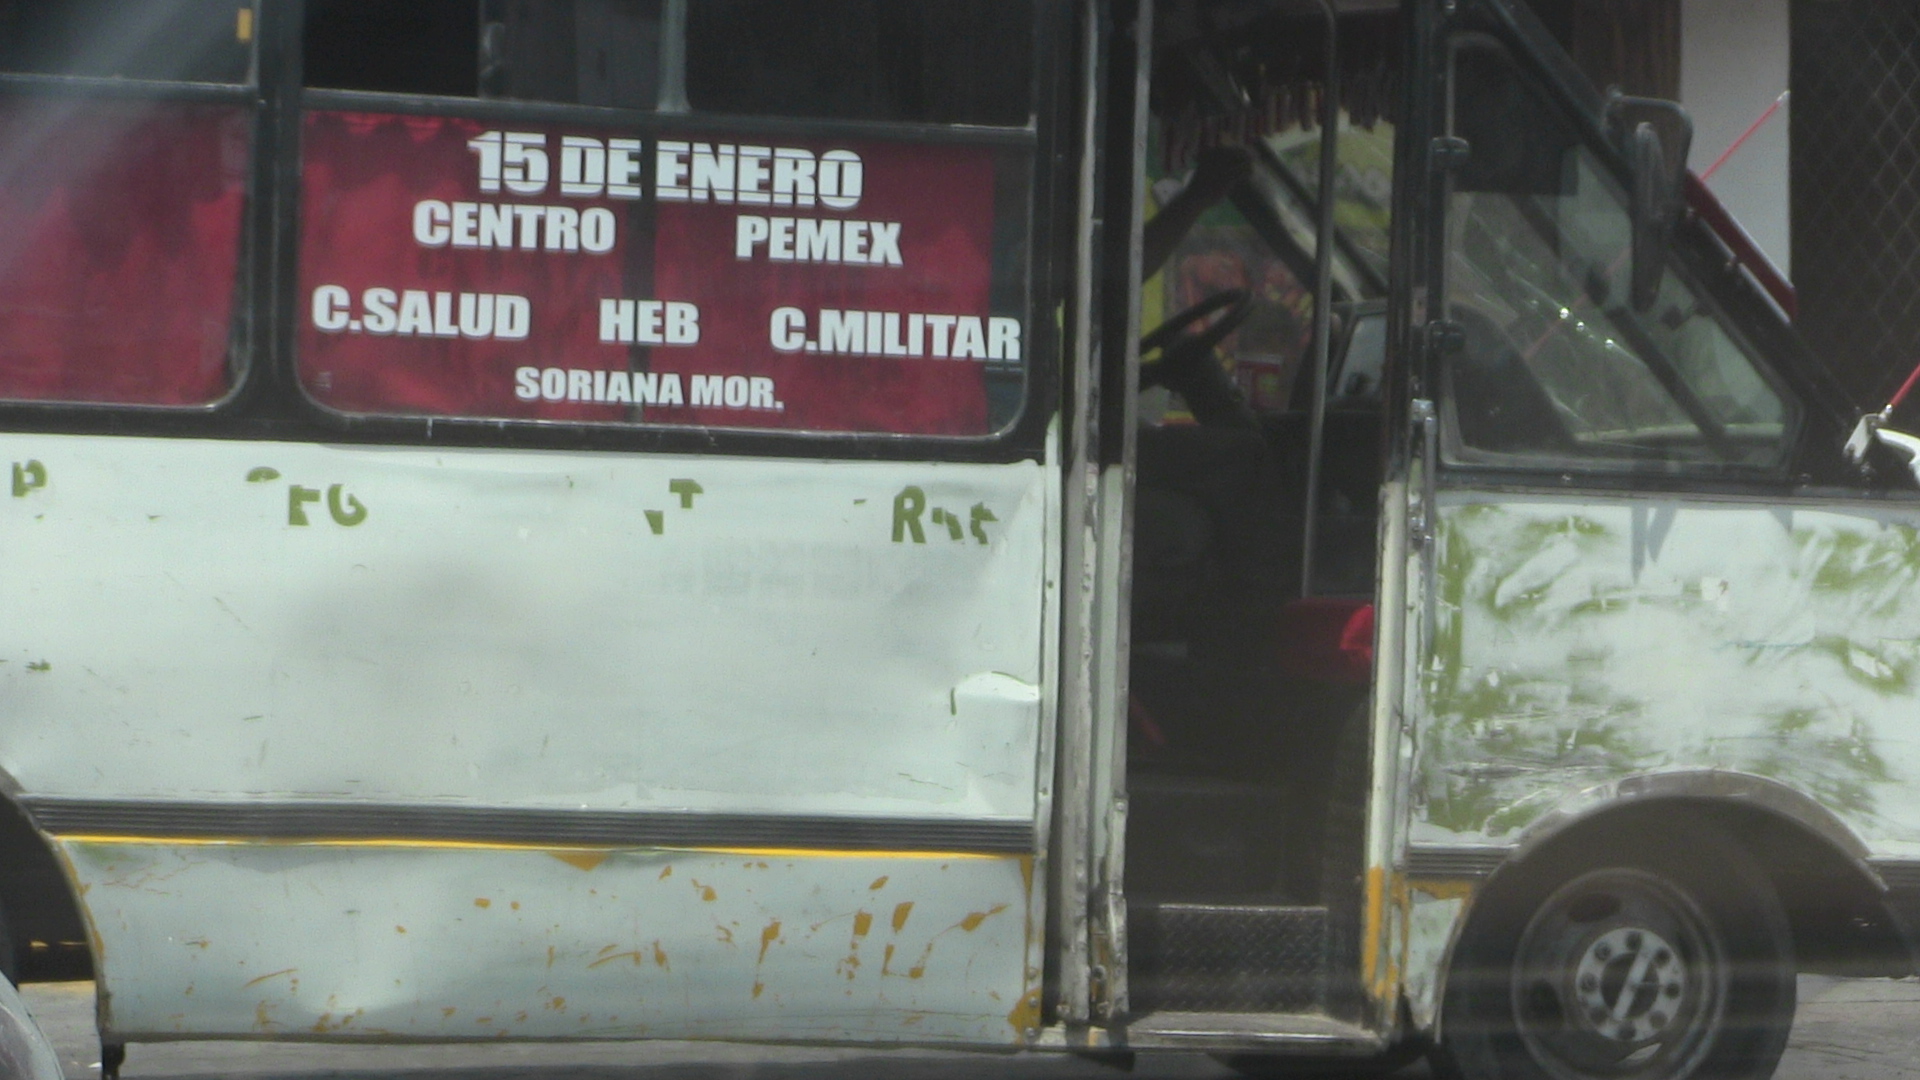 15 DE ENERO
CENTRO PEMEX
C.SALUD HEB C.MILITAR
SORIANA MOR.